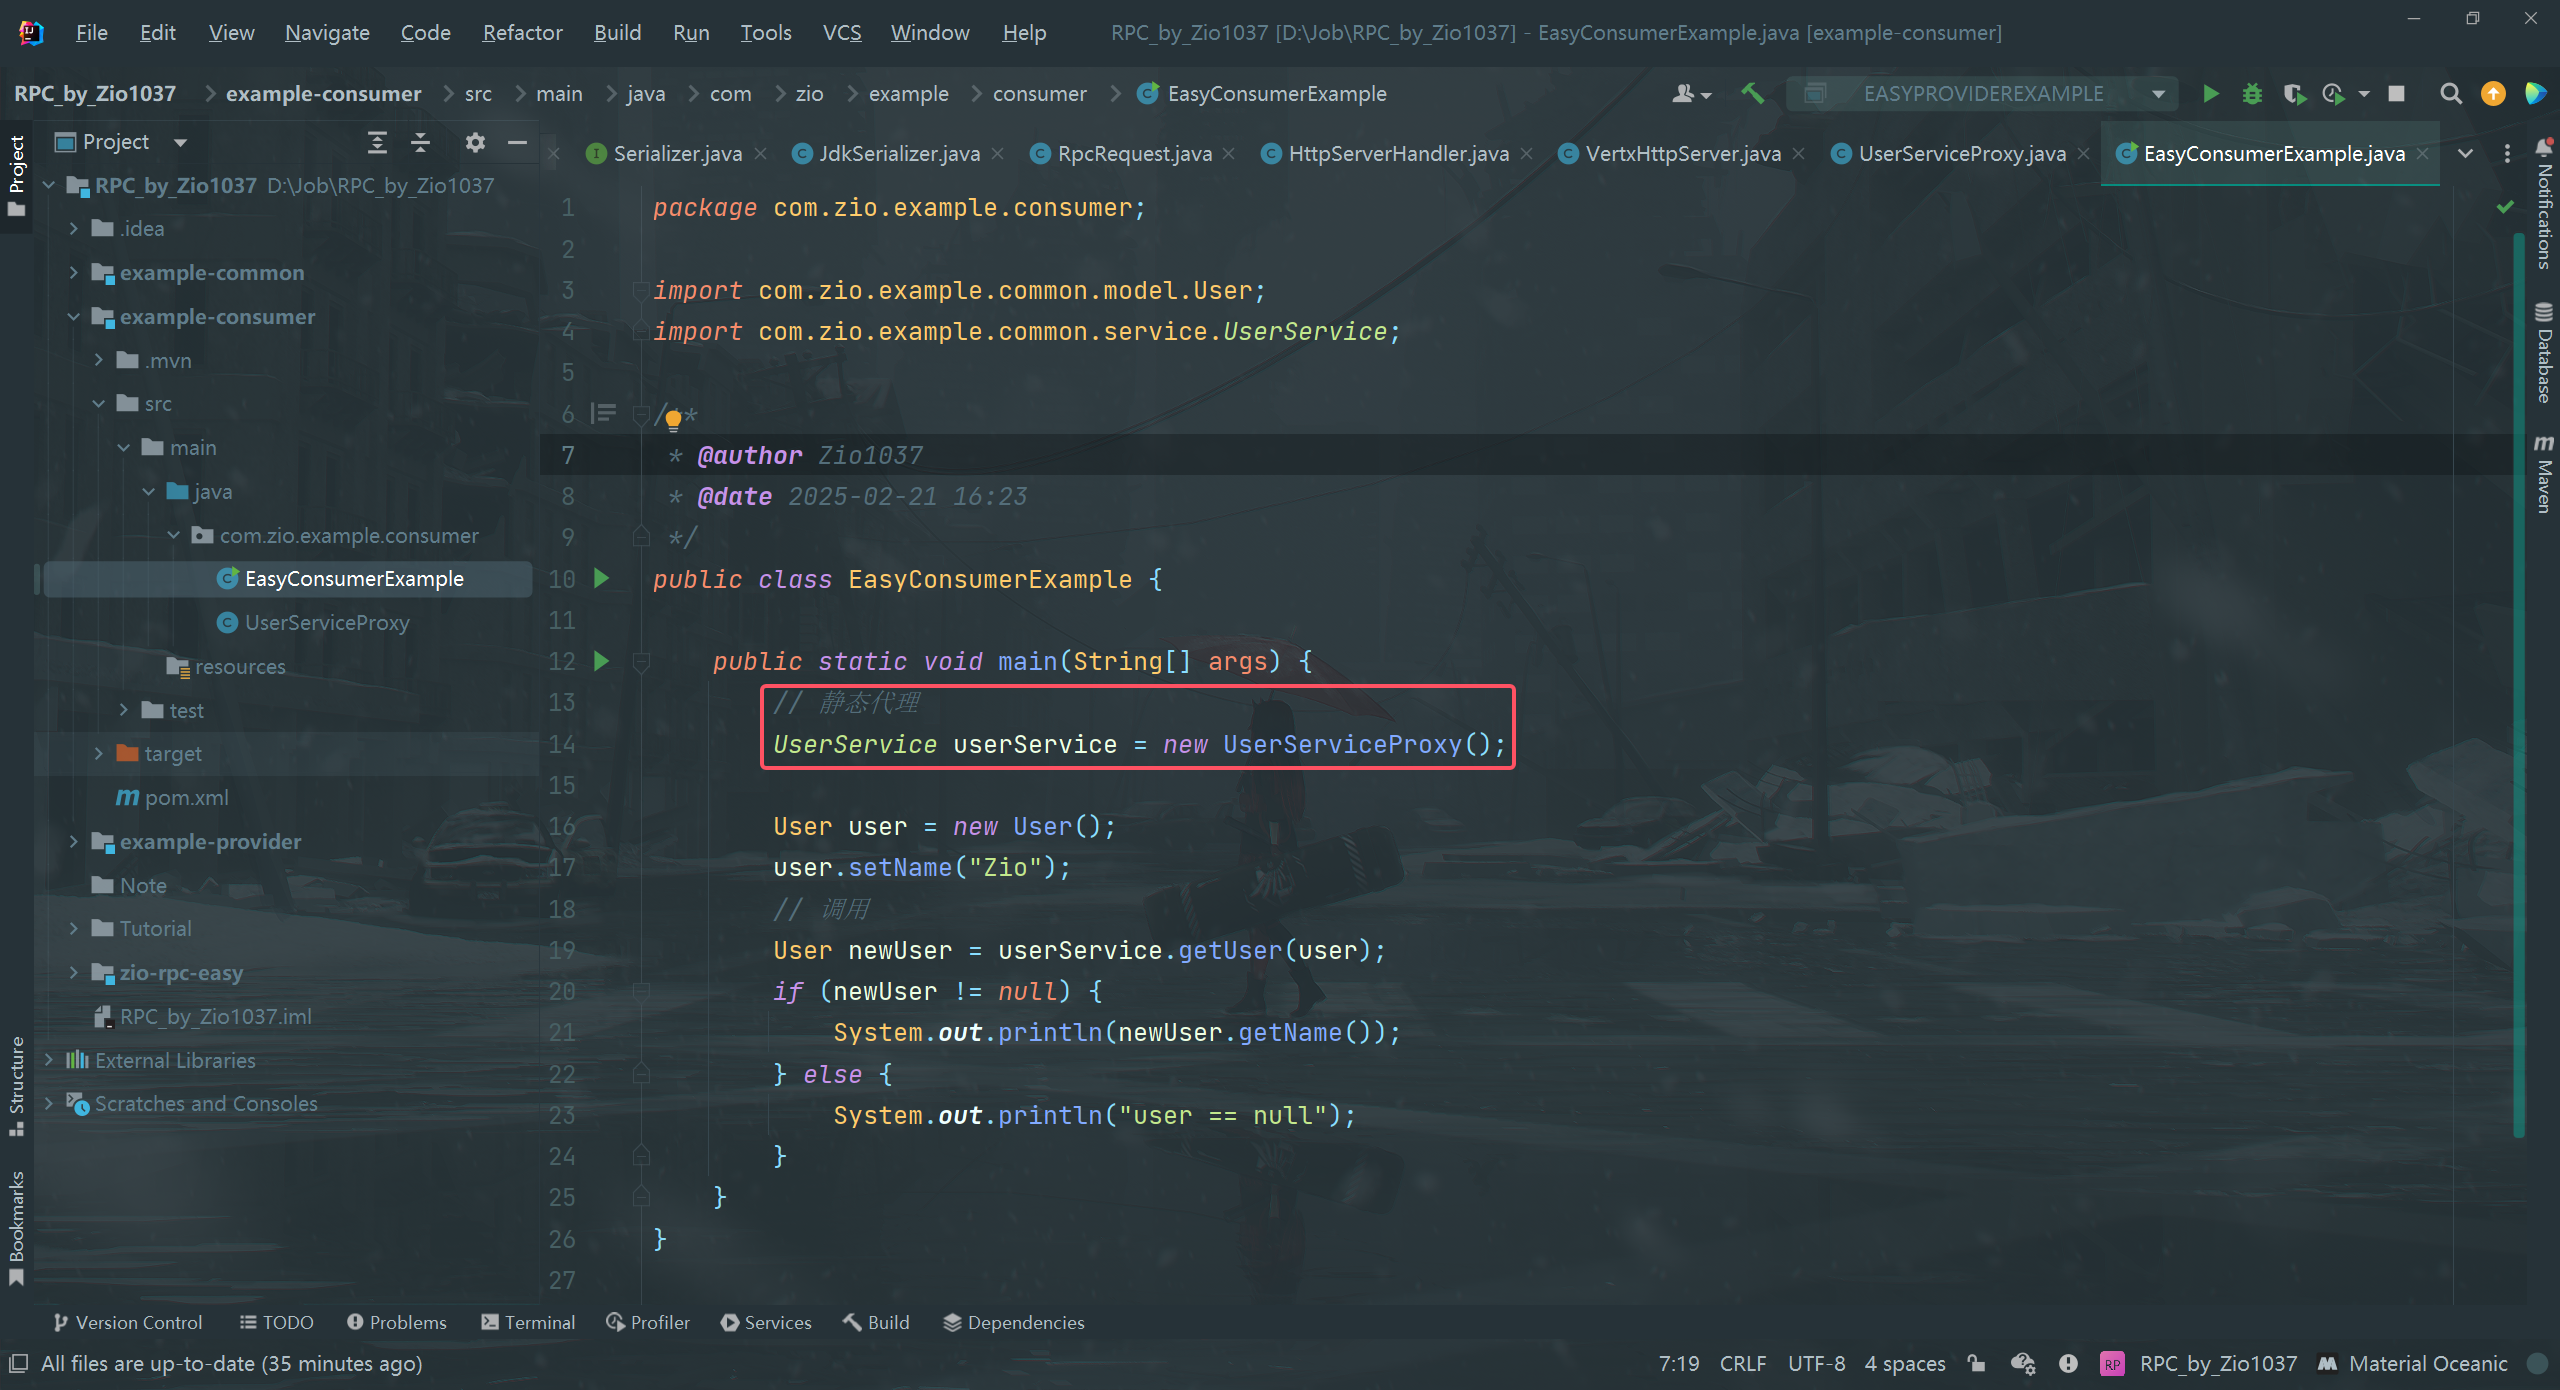 File Edit View Navigate Code Refactor Build Run Tools VCS Window Help RPC_by_Zio1037 [D:\Job\RPC_by_Zio1037] - EasyConsumerExample.java [example-consumer]
RPC_by_Zio1037 example-consumer src main java com zio example consumer EasyConsumerExample EASYPROVIDEREXAMPLE
Project
Serializer.java JdkSerializer.java RpcRequest.java HttpServerHandler.java VertxHttpServer.java UserServiceProxy.java EasyConsumerExample.java
Project
Structure
Bookmarks
RPC_by_Zio1037 D:\Job\RPC_by_Zio1037
.idea
example-common
example-consumer
.mvn
src
main
java
com.zio.example.consumer
EasyConsumerExample
UserServiceProxy
resources
test
target
pom.xml
example-provider
Note
Tutorial
zio-rpc-easy
RPC_by_Zio1037.iml
External Libraries
Scratches and Consoles
1 package com.zio.example.consumer;
2
3 import com.zio.example.common.model.User;
4 import com.zio.example.common.service.UserService;
5
6 /**
7 * @author Zio1037
8 * @date 2025-02-21 16:23
9 */
10 public class EasyConsumerExample {
11
12 public static void main(String[] args) {
13 // 静态代理
14 UserService userService = new UserServiceProxy();
15
16 User user = new User();
17 user.setName("Zio");
18 // 调用
19 User newUser = userService.getUser(user);
20 if (newUser != null) {
21 System.out.println(newUser.getName());
22 } else {
23 System.out.println("user == null");
24 }
25 }
26 }
27
Notifications
Database
Maven
Version Control TODO Problems Terminal Profiler Services Build Dependencies
All files are up-to-date (35 minutes ago) 7:19 CRLF UTF-8 4 spaces RP RPC_by_Zio1037 Material Oceanic